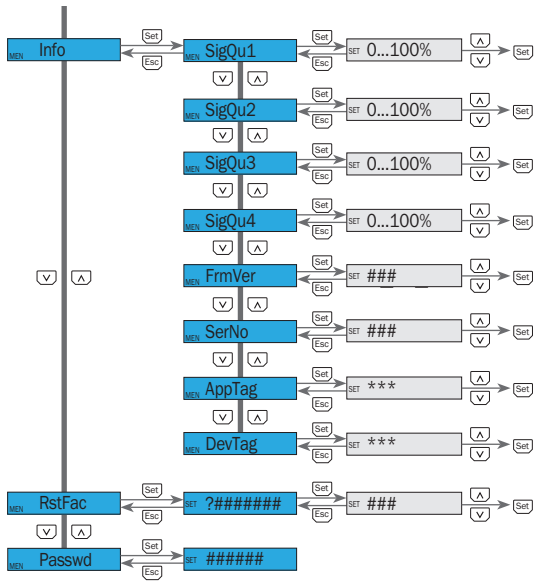 Set
Esc
MEN Info
MEN SigQu1
Set
Esc
SET 0...100%
Set
MEN SigQu2
Set
Esc
SET 0...100%
Set
MEN SigQu3
Set
Esc
SET 0...100%
Set
MEN SigQu4
Set
Esc
SET 0...100%
Set
MEN FrmVer
Set
Esc
SET ###
Set
MEN SerNo
Set
Esc
SET ###
Set
MEN AppTag
Set
Esc
SET ***
Set
MEN DevTag
Set
Esc
SET ***
Set
MEN RstFac
Set
Esc
SET ?#######
Set
Esc
SET ###
Set
MEN Passwd
Set
Esc
SET ######